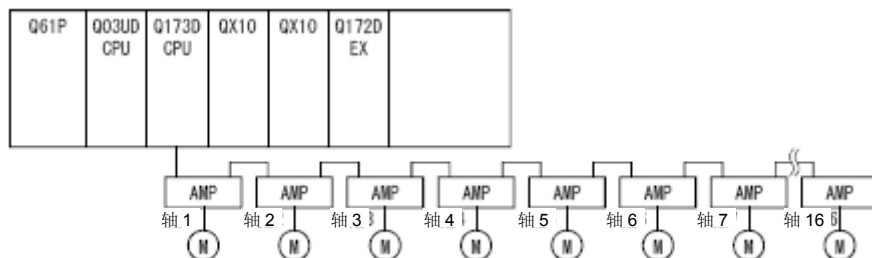 Q61P Q03UD Q173D QX10 QX10 Q172D
CPU CPU EX
AMP AMP AMP AMP AMP AMP AMP AMP
轴 1 轴 2 轴 3 轴 4 轴 5 轴 6 轴 7 轴 16
M M M M M M M M